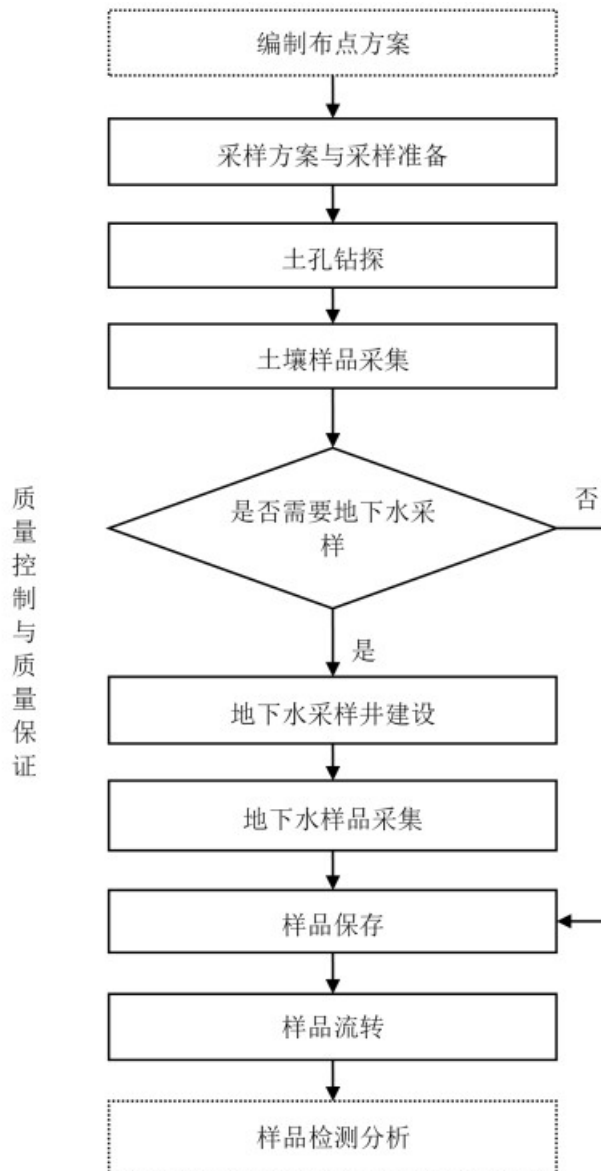 编制布点方案
采样方案与采样准备
土孔钻探
土壤样品采集
是否需要地下水采
样
否
是
质量控制与质量保证
地下水采样井建设
地下水样品采集
样品保存
样品流转
样品检测分析